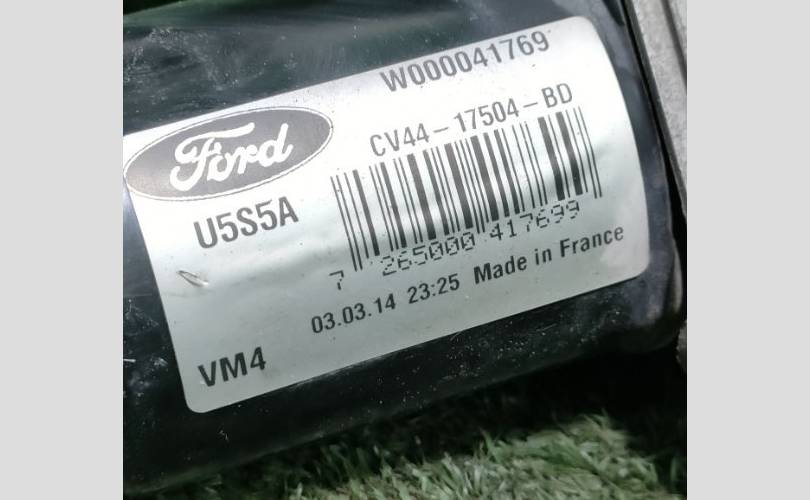 W000041769
Ford
CV44-17504-BD
U5S5A
7 265000 417699
03.03.14 23:25 Made in France
VM4